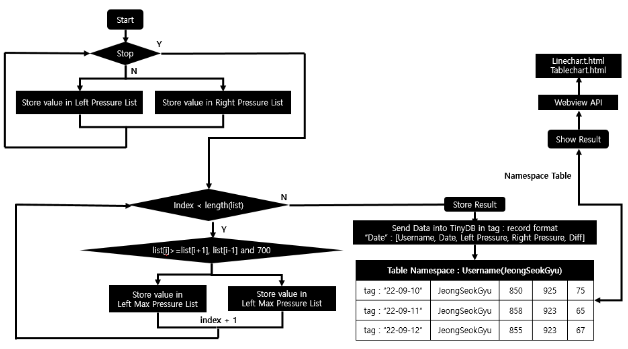 Start
Stop
Y
N
Store value in Left Pressure List
Store value in Right Pressure List
Index < length(list)
N
Y
list[i]>=list[i+1], list[i-1] and 700
Store value in
Left Max Pressure List
Store value in
Left Max Pressure List
index + 1
Linechart.html
Tablechart.html
Webview API
Show Result
Namespace Table
Store Result
Send Data into TinyDB in tag : record format
"Date" : [Username, Date, Left Pressure, Right Pressure, Diff]
Table Namespace : Username(JeongSeokGyu)
tag : "22-09-10" JeongSeokGyu 850 925 75
tag : "22-09-11" JeongSeokGyu 858 923 65
tag : "22-09-12" JeongSeokGyu 855 923 67